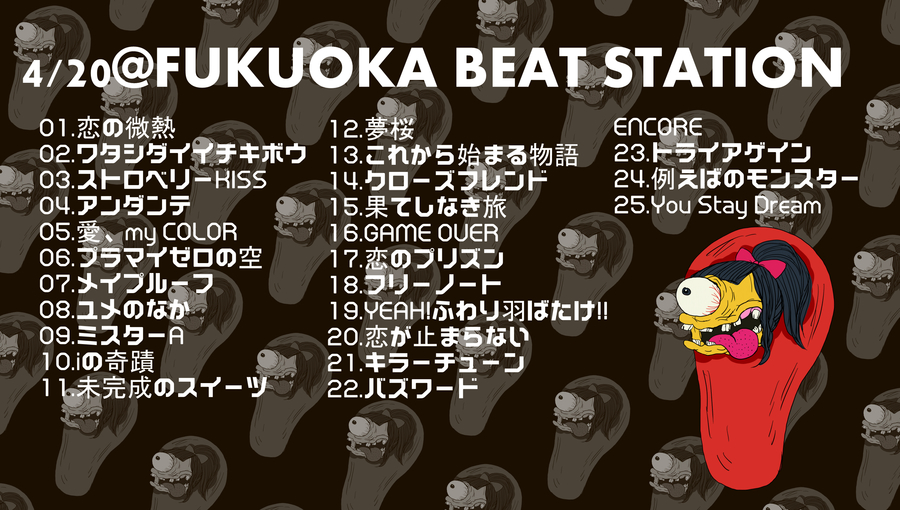 4/20@FUKUOKA BEAT STATION
01.恋の微熱
02.ワタシダイイチキボウ
03.ストロベリーKISS
04.アンダンテ
05.愛、my COLOR
06.プラマイゼロの空
07.メイプルーフ
08.ユメのなか
09.ミスターA
10.iの奇蹟
11.未完成のスイーツ
12.夢桜
13.これから始まる物語
14.クローズフレンド
15.果てしなき旅
16.GAME OVER
17.恋のプリズン
18.フリーノート
19.YEAH!ふわり羽ばたけ!!
20.恋が止まらない
21.キラーチューン
22.バズワード
ENCORE
23.トライアゲイン
24.例えばのモンスター
25.You Stay Dream